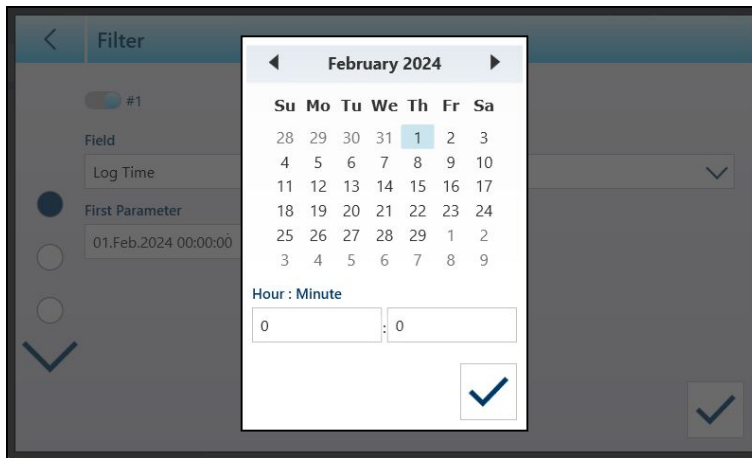 Filter
#1
Field
Log Time
First Parameter
01.Feb.2024 00:00:00
February 2024
Su Mo Tu We Th Fr Sa
28 29 30 31 1 2 3
4 5 6 7 8 9 10
11 12 13 14 15 16 17
18 19 20 21 22 23 24
25 26 27 28 29 1 2
3 4 5 6 7 8 9
Hour : Minute
0 : 0